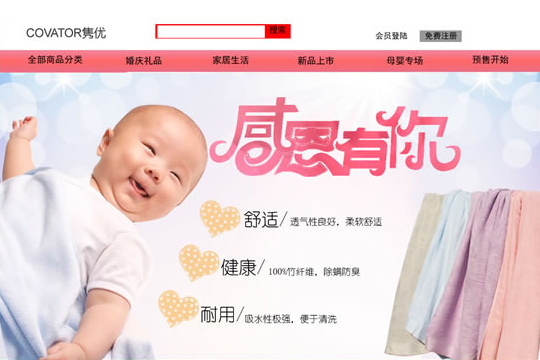 COVATOR隽优
搜索
会员登陆
免费注册
全部商品分类 婚庆礼品 家居生活 新品上市 母婴专场 预售开始
感恩有你
舒适/透气性良好，柔软舒适
健康/100%竹纤维，除螨防臭
耐用/吸水性极强，便于清洗